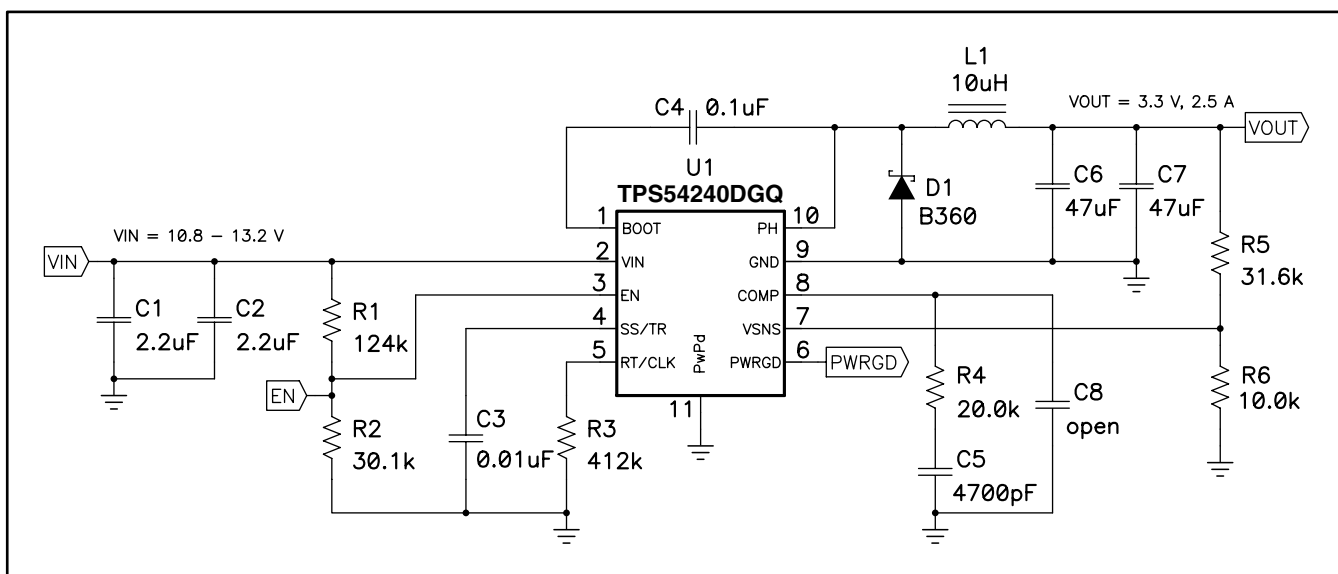 L1
10uH
C4 0.1uF
VOUT = 3.3 V, 2.5 A
VOUT
U1
TPS54240DGQ
C6
47uF
C7
47uF
D1
B360
1 BOOT
PH 10
VIN = 10.8 – 13.2 V
VIN
2 VIN
GND 9
R5
31.6k
3 EN
COMP 8
C1
2.2uF
C2
2.2uF
R1
124k
4 SS/TR
VSNS 7
5 RT/CLK
PwPd
PWRGD 6
PWRGD
EN
11
R4
20.0k
C8
open
R6
10.0k
R2
30.1k
C3
0.01uF
R3
412k
C5
4700pF